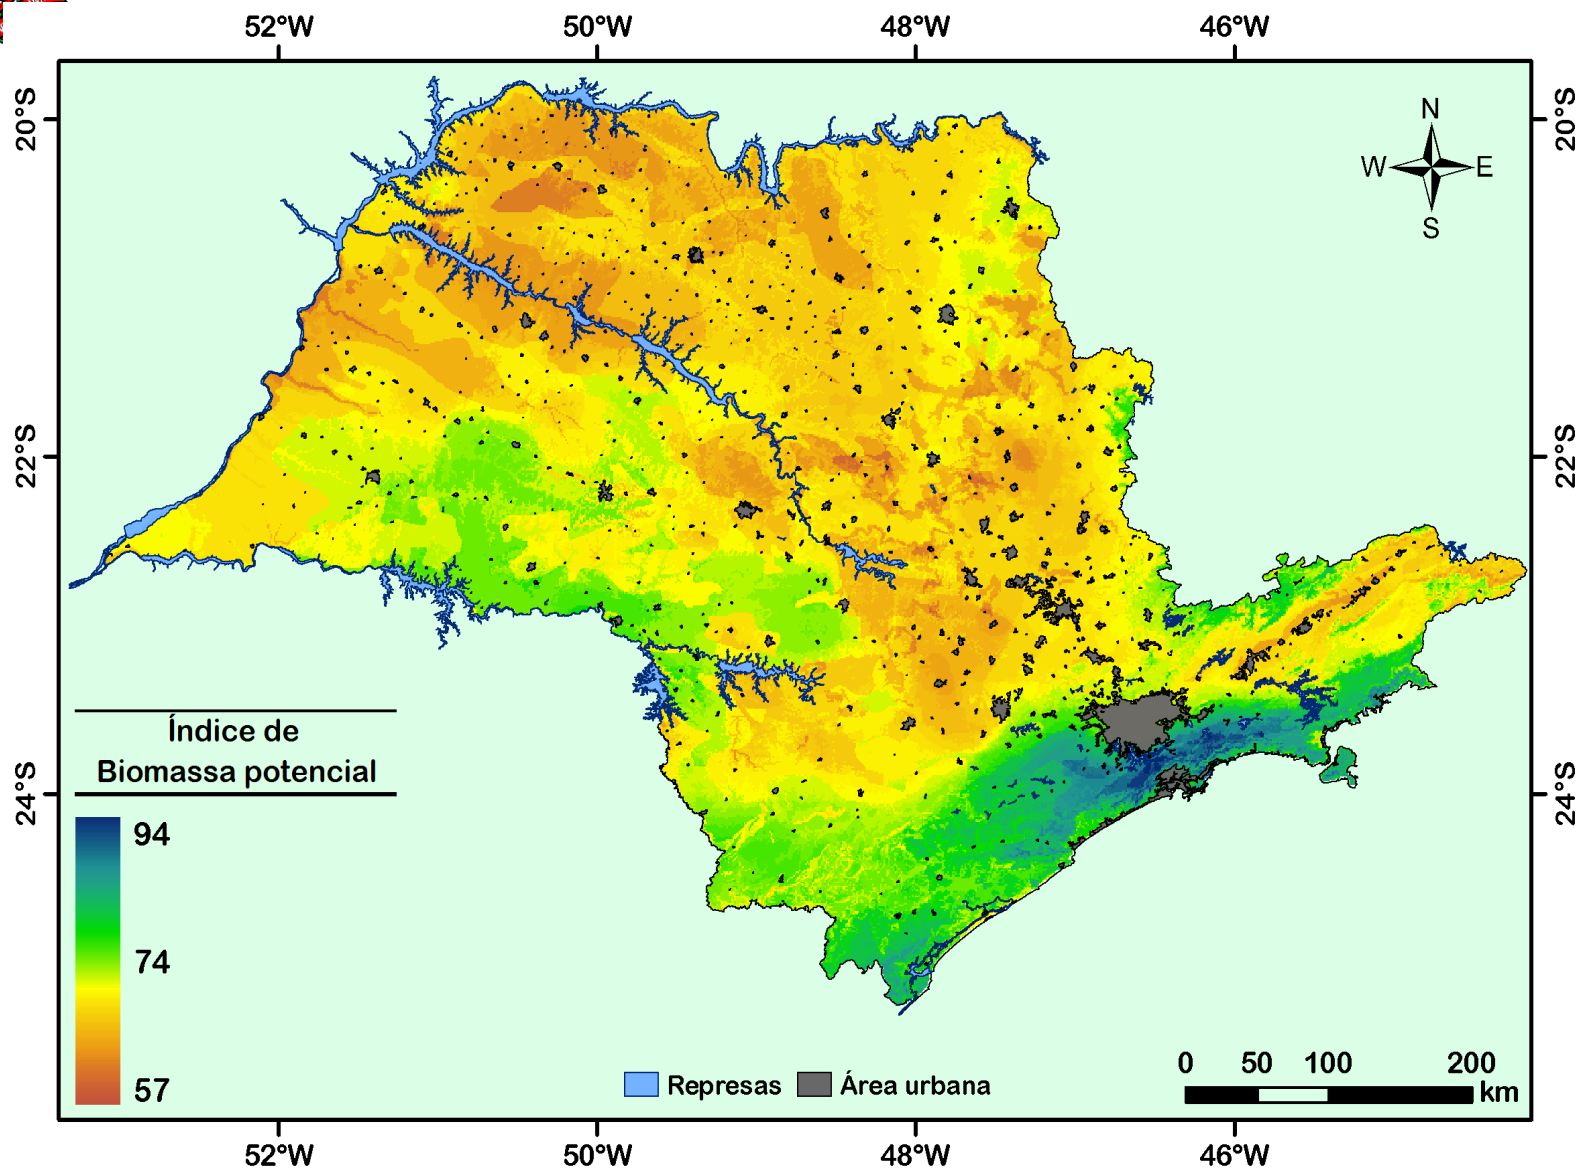 52°W 50°W 48°W 46°W
20°S 20°S
N
W E
S
22°S 22°S
Índice de
Biomassa potencial
24°S 24°S
94
74
57
Represas Área urbana
0 50 100 200
km
52°W 50°W 48°W 46°W